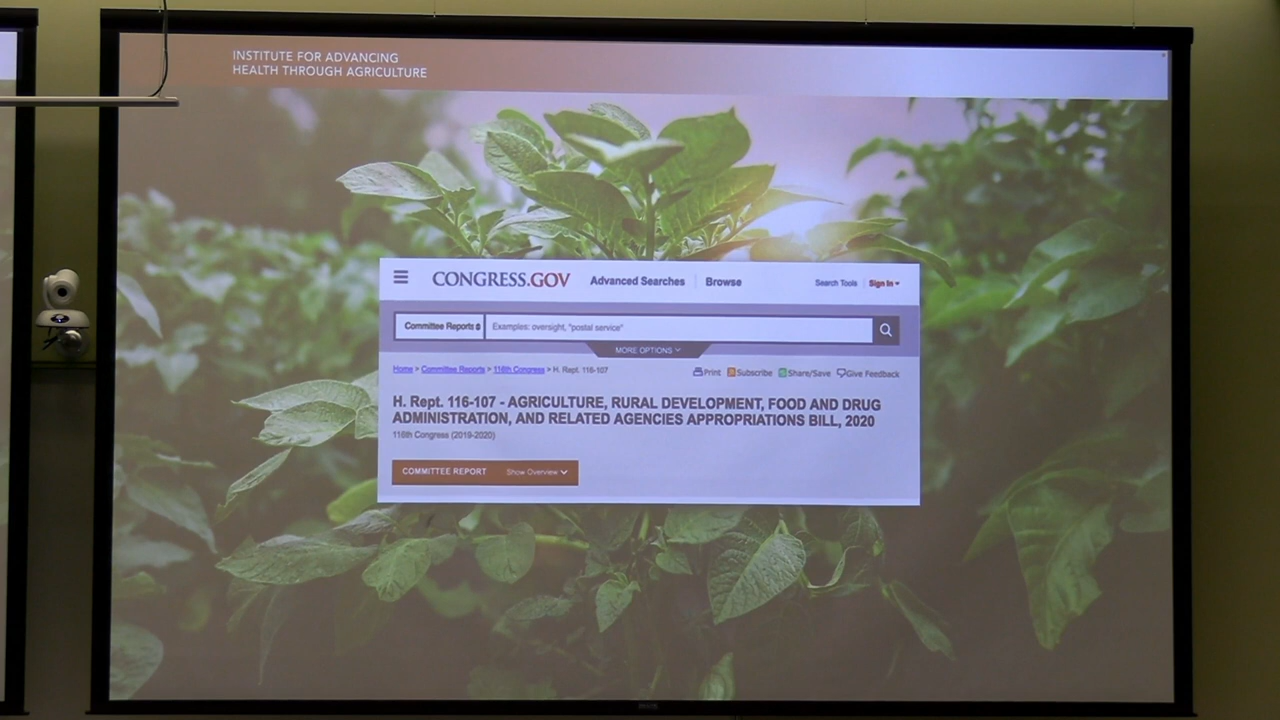 INSTITUTE FOR ADVANCING
HEALTH THROUGH AGRICULTURE
CONGRESS.GOV Advanced Searches Browse Search Tools Sign In
Committee Reports Examples: oversight, "postal service"
MORE OPTIONS
Home > Committee Reports > 116th Congress > H. Rept. 116-107 Print Subscribe Share/Save Give Feedback
H. Rept. 116-107 - AGRICULTURE, RURAL DEVELOPMENT, FOOD AND DRUG
ADMINISTRATION, AND RELATED AGENCIES APPROPRIATIONS BILL, 2020
116th Congress (2019-2020)
COMMITTEE REPORT Show Overview